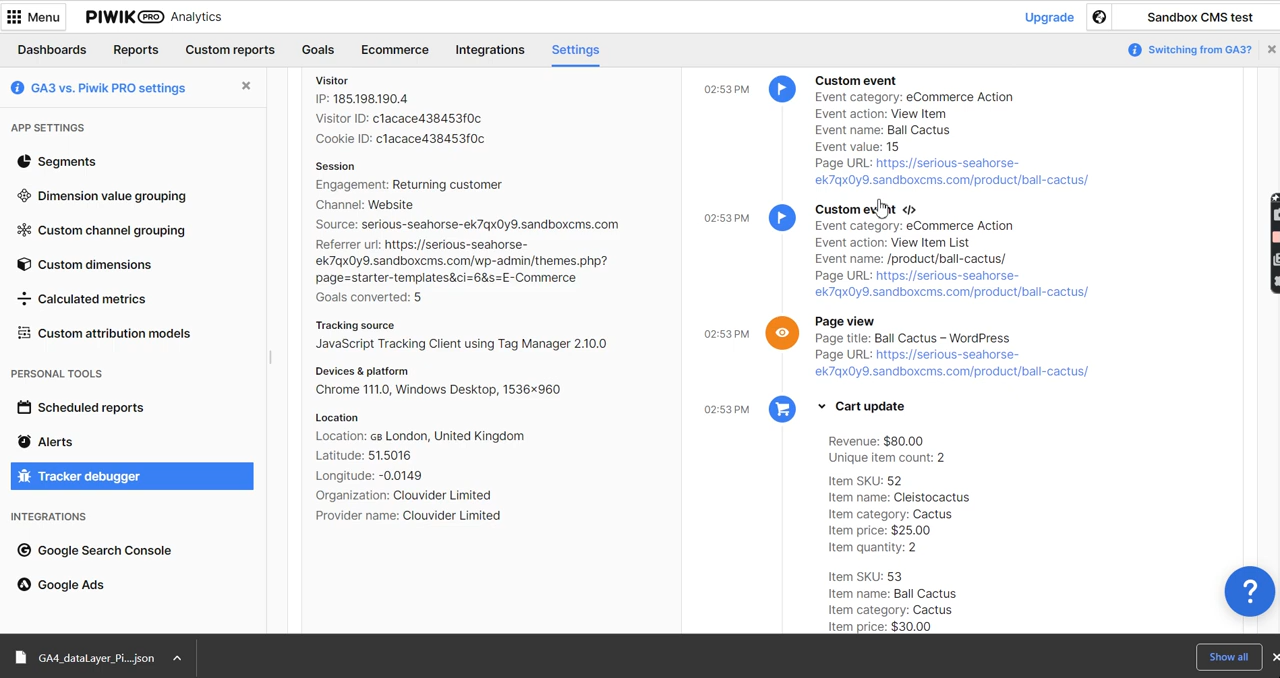 Menu
PIWIK PRO Analytics
Upgrade
Sandbox CMS test
Dashboards
Reports
Custom reports
Goals
Ecommerce
Integrations
Settings
Switching from GA3?
GA3 vs. Piwik PRO settings
APP SETTINGS
Segments
Dimension value grouping
Custom channel grouping
Custom dimensions
Calculated metrics
Custom attribution models
PERSONAL TOOLS
Scheduled reports
Alerts
Tracker debugger
INTEGRATIONS
Google Search Console
Google Ads
Visitor
IP: 185.198.190.4
Visitor ID: c1acace438453f0c
Cookie ID: c1acace438453f0c
Session
Engagement: Returning customer
Channel: Website
Source: serious-seahorse-ek7qx0y9.sandboxcms.com
Referrer url: https://serious-seahorse-
ek7qx0y9.sandboxcms.com/wp-admin/themes.php?
page=starter-templates&ci=6&s=E-Commerce
Goals converted: 5
Tracking source
JavaScript Tracking Client using Tag Manager 2.10.0
Devices & platform
Chrome 111.0, Windows Desktop, 1536×960
Location
Location: GB London, United Kingdom
Latitude: 51.5016
Longitude: -0.0149
Organization: Clouvider Limited
Provider name: Clouvider Limited
02:53 PM
Custom event
Event category: eCommerce Action
Event action: View Item
Event name: Ball Cactus
Event value: 15
Page URL: https://serious-seahorse-
ek7qx0y9.sandboxcms.com/product/ball-cactus/
02:53 PM
Custom event </>
Event category: eCommerce Action
Event action: View Item List
Event name: /product/ball-cactus/
Page URL: https://serious-seahorse-
ek7qx0y9.sandboxcms.com/product/ball-cactus/
02:53 PM
Page view
Page title: Ball Cactus – WordPress
Page URL: https://serious-seahorse-
ek7qx0y9.sandboxcms.com/product/ball-cactus/
02:53 PM
Cart update
Revenue: $80.00
Unique item count: 2
Item SKU: 52
Item name: Cleistocactus
Item category: Cactus
Item price: $25.00
Item quantity: 2
Item SKU: 53
Item name: Ball Cactus
Item category: Cactus
Item price: $30.00
?
GA4_dataLayer_Pi....json
Show all